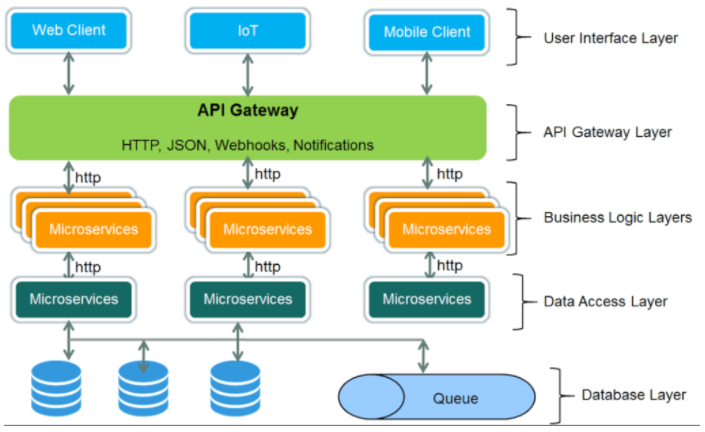 Web Client
IoT
Mobile Client
User Interface Layer
API Gateway
HTTP, JSON, Webhooks, Notifications
API Gateway Layer
http
http
http
Microservices
Microservices
Microservices
Business Logic Layers
http
http
http
Microservices
Microservices
Microservices
Data Access Layer
Queue
Database Layer